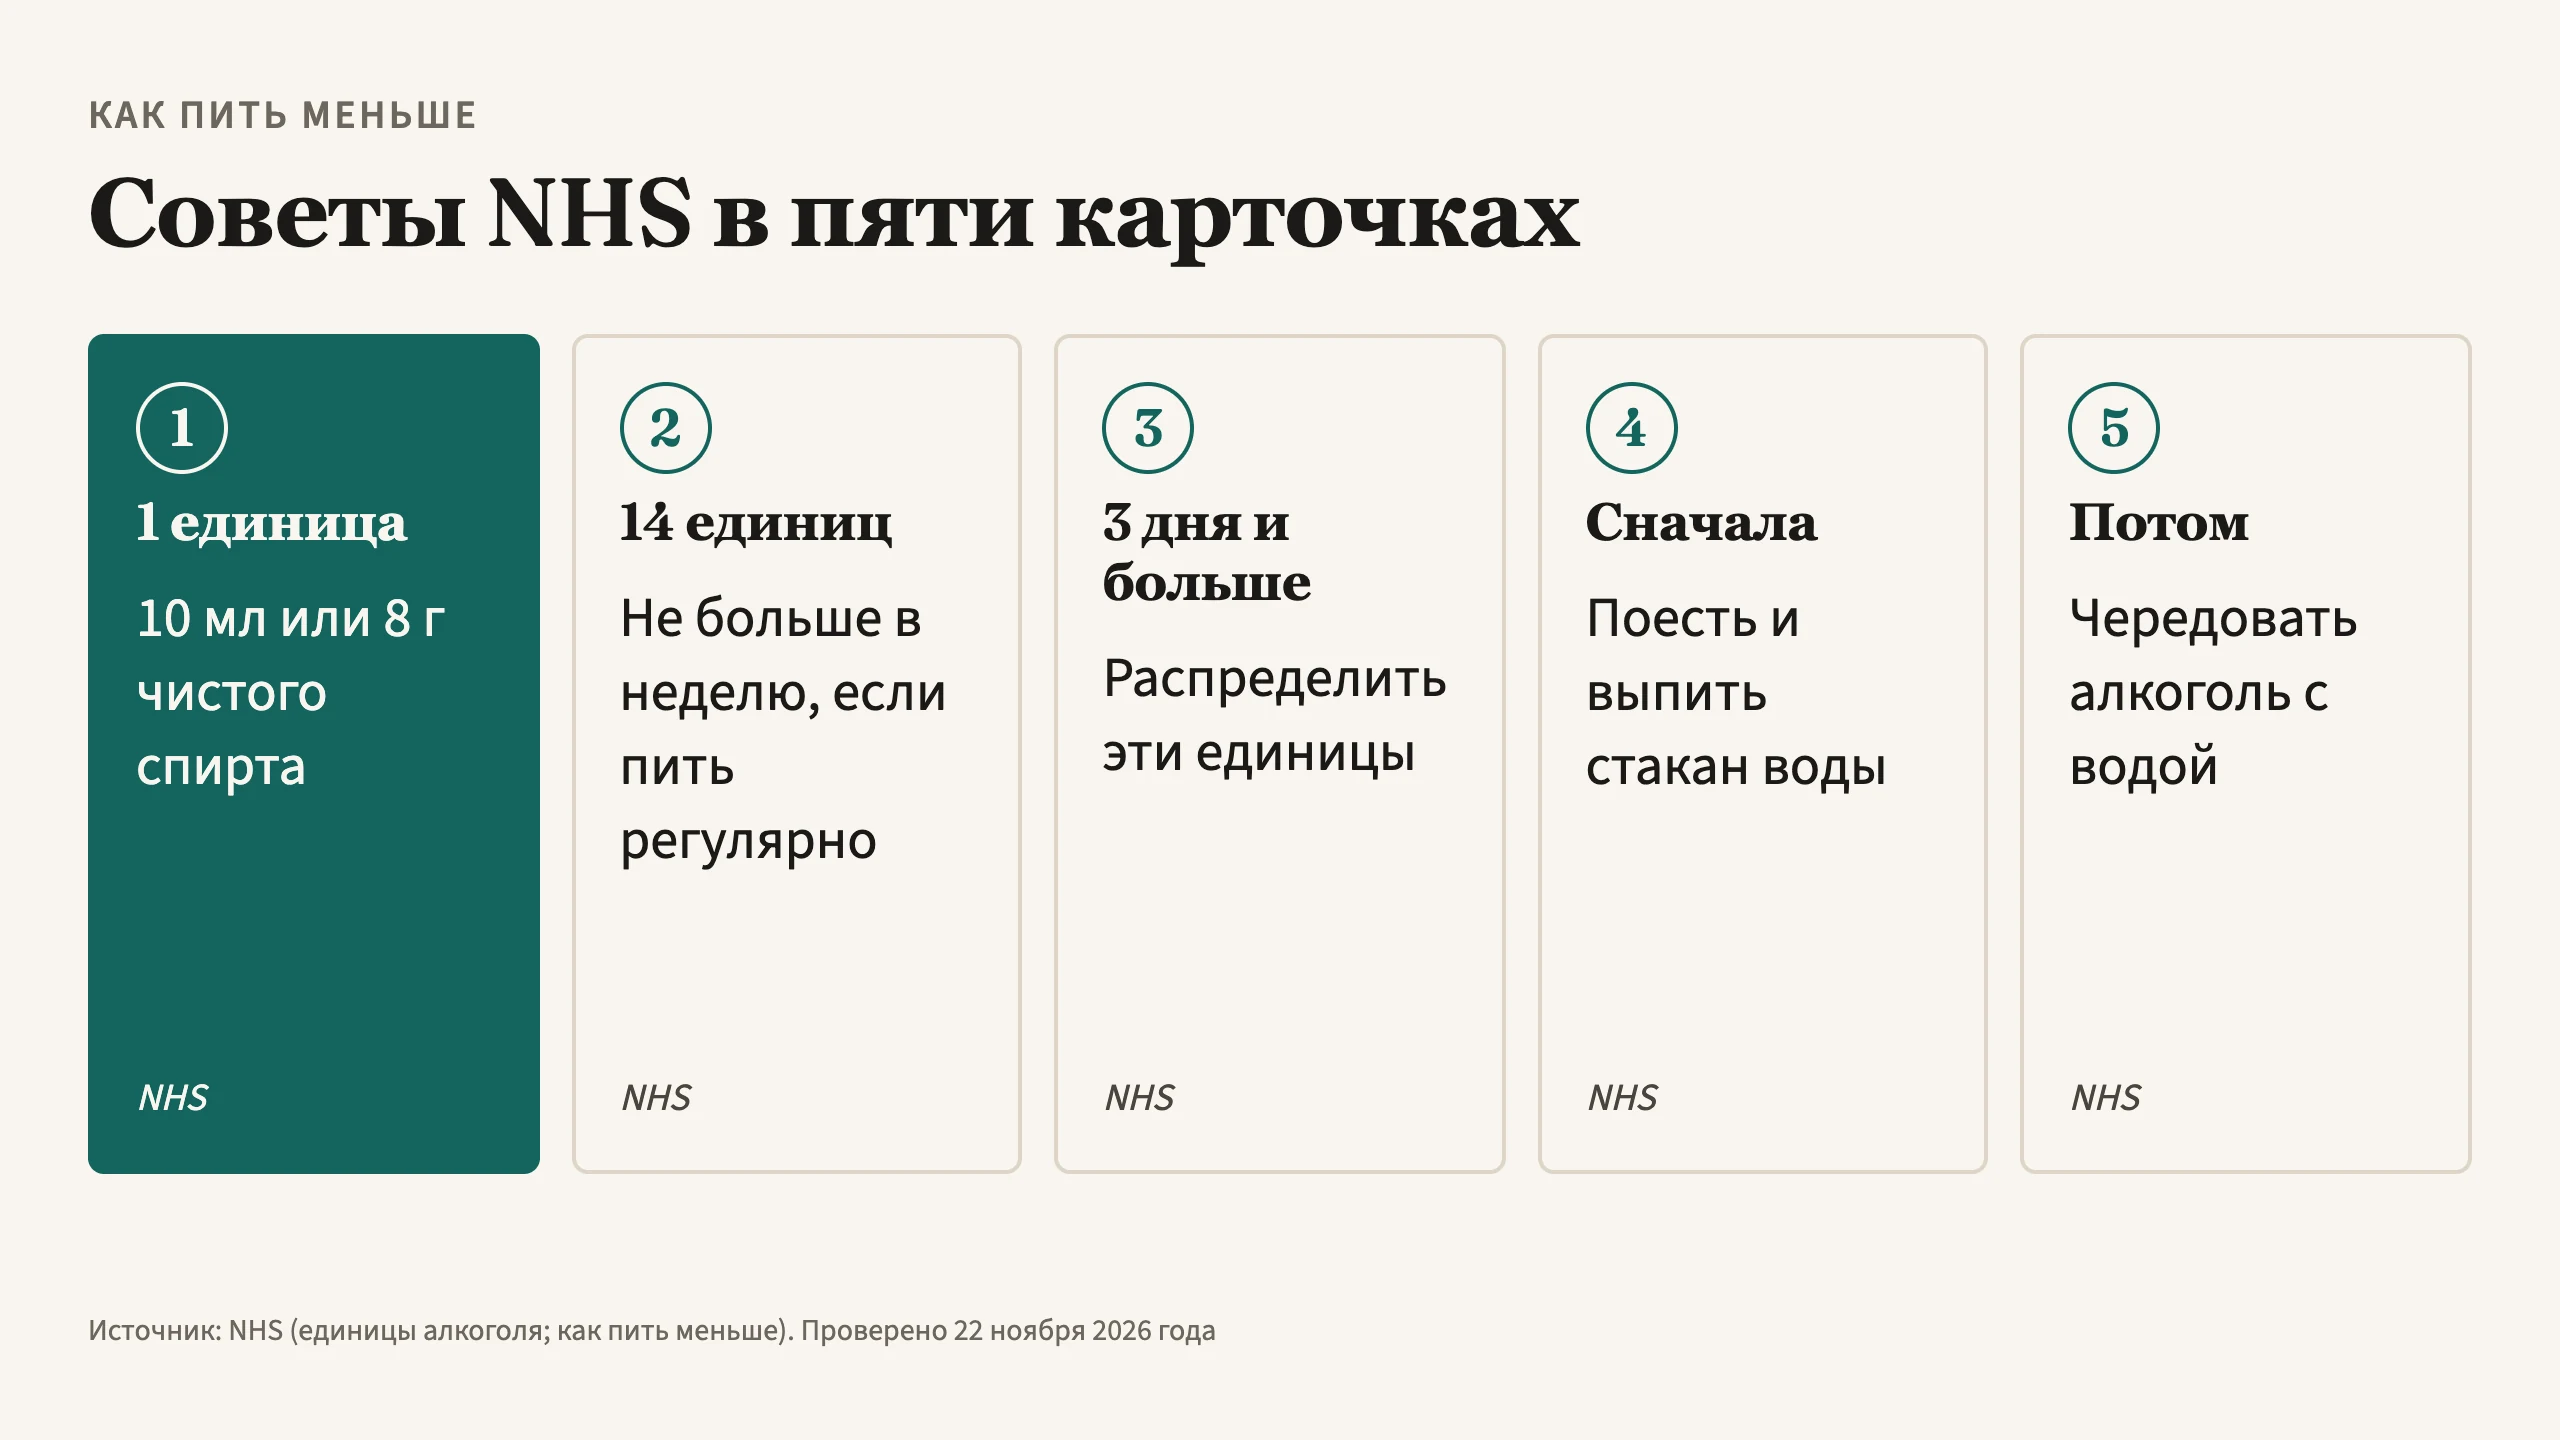 КАК ПИТЬ МЕНЬШЕ
Советы NHS в пяти карточках
1
1 единица
10 мл или 8 г
чистого
спирта
NHS
2
14 единиц
Не больше в
неделю, если
пить
регулярно
NHS
3
3 дня и
больше
Распределить
эти единицы
NHS
4
Сначала
Поесть и
выпить
стакан воды
NHS
5
Потом
Чередовать
алкоголь с
водой
NHS
Источник: NHS (единицы алкоголя; как пить меньше). Проверено 22 ноября 2026 года